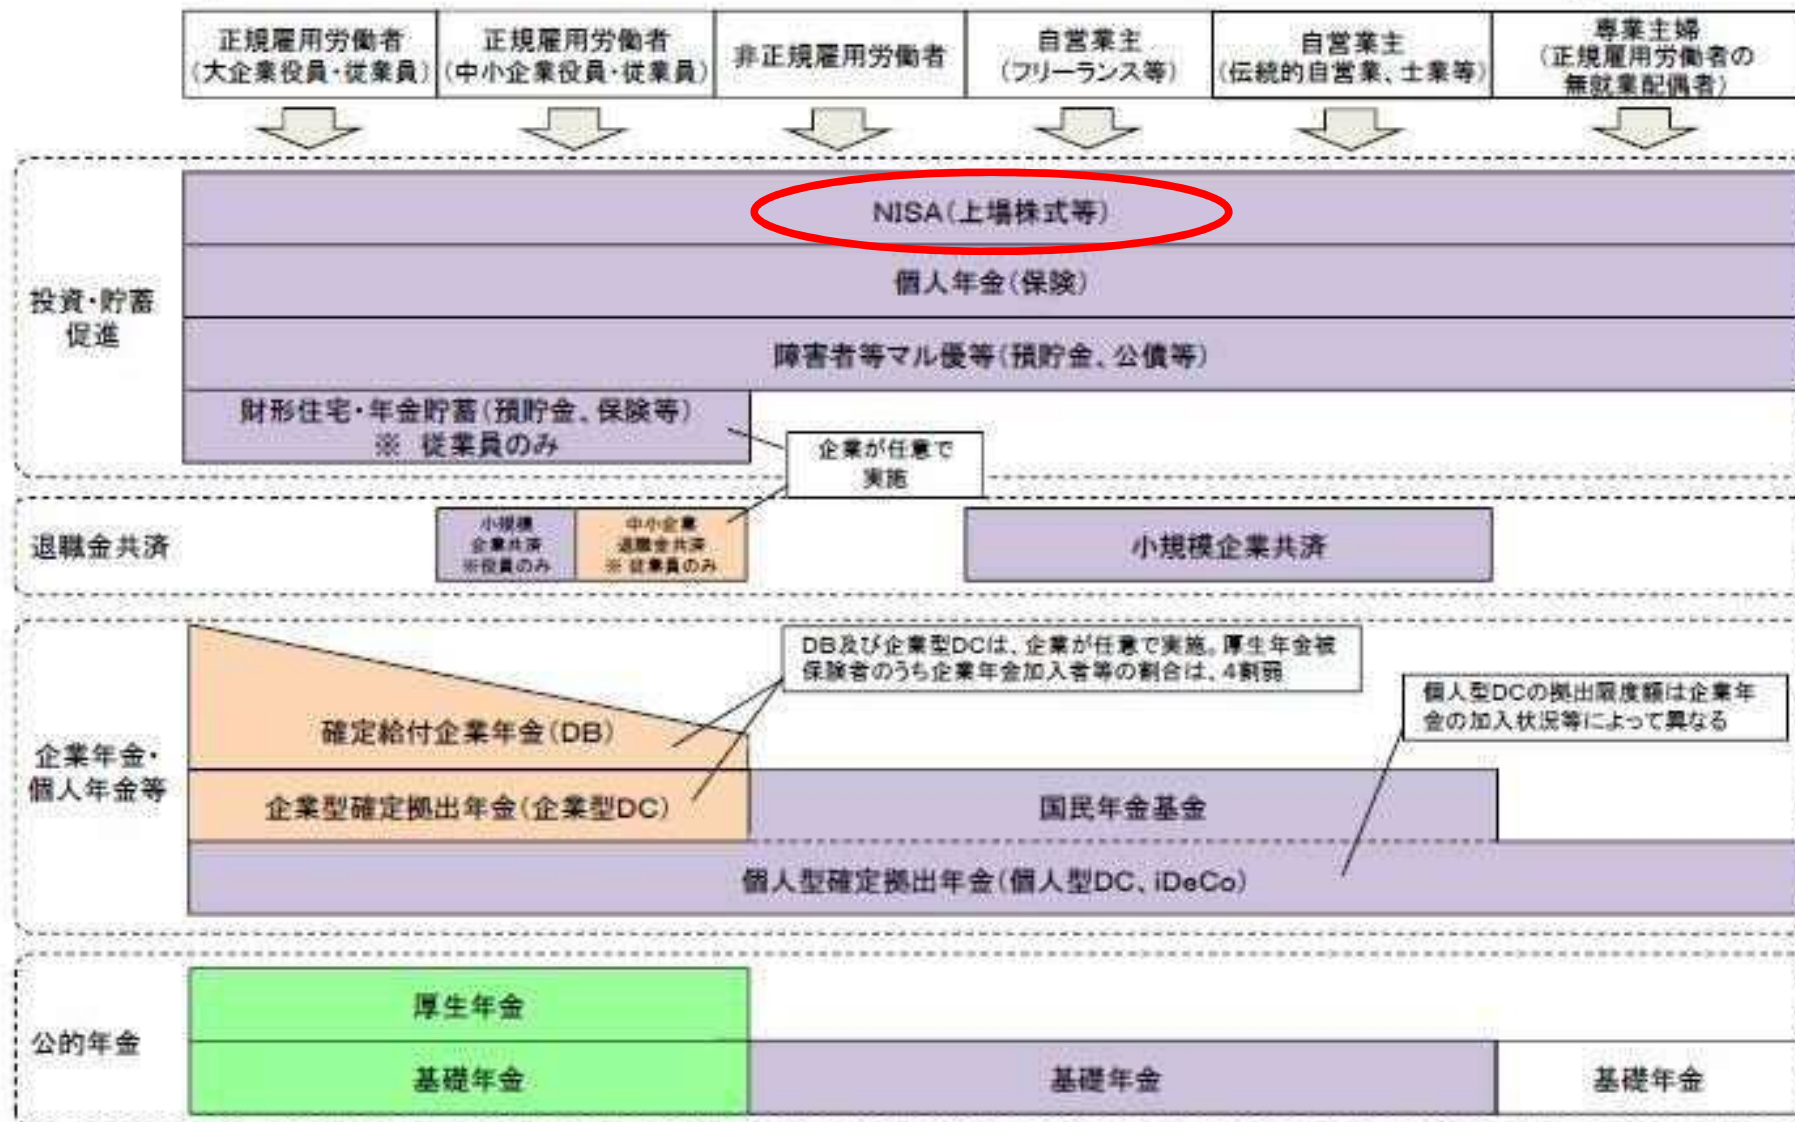 正規雇用労働者
(大企業役員・従業員)
正規雇用労働者
(中小企業役員・従業員)
非正規雇用労働者
自営業主
(フリーランス等)
自営業主
(伝統的自営業、士業等)
専業主婦
(正規雇用労働者の
無就業配偶者)
投資・貯蓄
促進
NISA(上場株式等)
個人年金(保険)
障害者等マル優等(預貯金、公債等)
財形住宅・年金貯蓄(預貯金、保険等)
※ 従業員のみ
企業が任意で
実施
退職金共済
小規模
企業共済
※役員のみ
中小企業
退職金共済
※ 従業員のみ
小規模企業共済
企業年金・
個人年金等
DB及び企業型DCは、企業が任意で実施。厚生年金被
保険者のうち企業年金加入者等の割合は、4割弱
個人型DCの拠出限度額は企業年
金の加入状況等によって異なる
確定給付企業年金(DB)
企業型確定拠出年金(企業型DC)
国民年金基金
個人型確定拠出年金(個人型DC、iDeCo)
公的年金
厚生年金
基礎年金
基礎年金
基礎年金